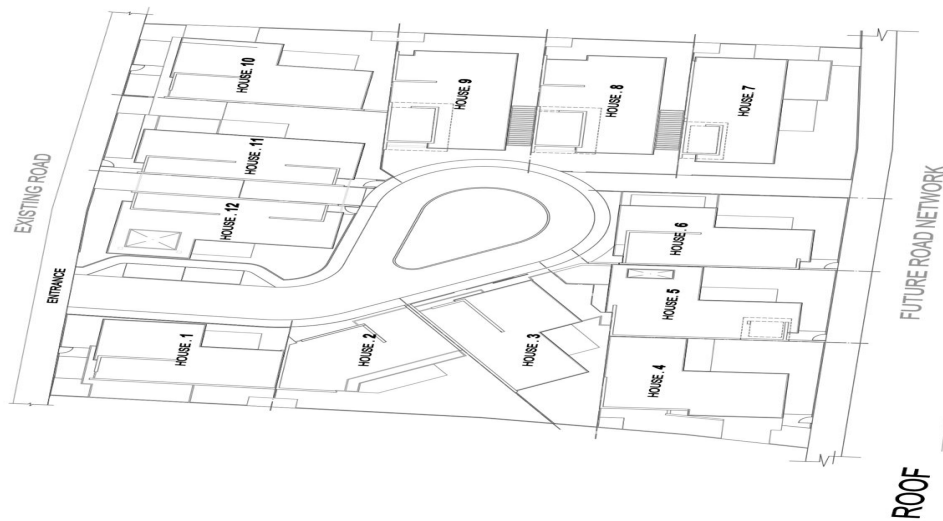 EXISTING ROAD
ENTRANCE
HOUSE. 10
HOUSE. 11
HOUSE. 12
HOUSE. 9
HOUSE . 8
HOUSE. 7
HOUSE. 1
HOUSE. 2
HOUSE . 3
HOUSE. 6
HOUSE. 5
HOUSE . 4
FUTURE ROAD NETWORK
ROOF